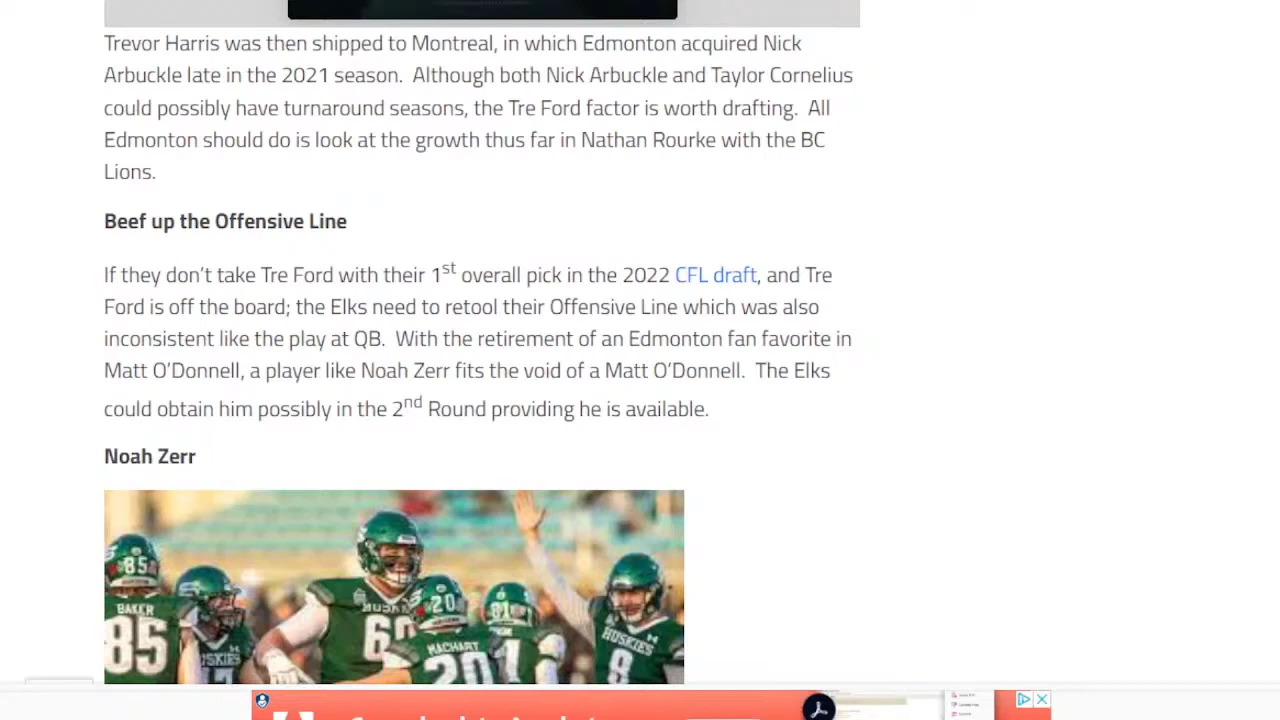 Trevor Harris was then shipped to Montreal, in which Edmonton acquired Nick
Arbuckle late in the 2021 season.  Although both Nick Arbuckle and Taylor Cornelius
could possibly have turnaround seasons, the Tre Ford factor is worth drafting.  All
Edmonton should do is look at the growth thus far in Nathan Rourke with the BC
Lions.
Beef up the Offensive Line
If they don’t take Tre Ford with their 1st overall pick in the 2022 CFL draft, and Tre
Ford is off the board; the Elks need to retool their Offensive Line which was also
inconsistent like the play at QB.  With the retirement of an Edmonton fan favorite in
Matt O’Donnell, a player like Noah Zerr fits the void of a Matt O’Donnell.  The Elks
could obtain him possibly in the 2nd Round providing he is available.
Noah Zerr
85
BAKER
85
HUSKIES
20
MACHART
20
81
HUSKIES
8